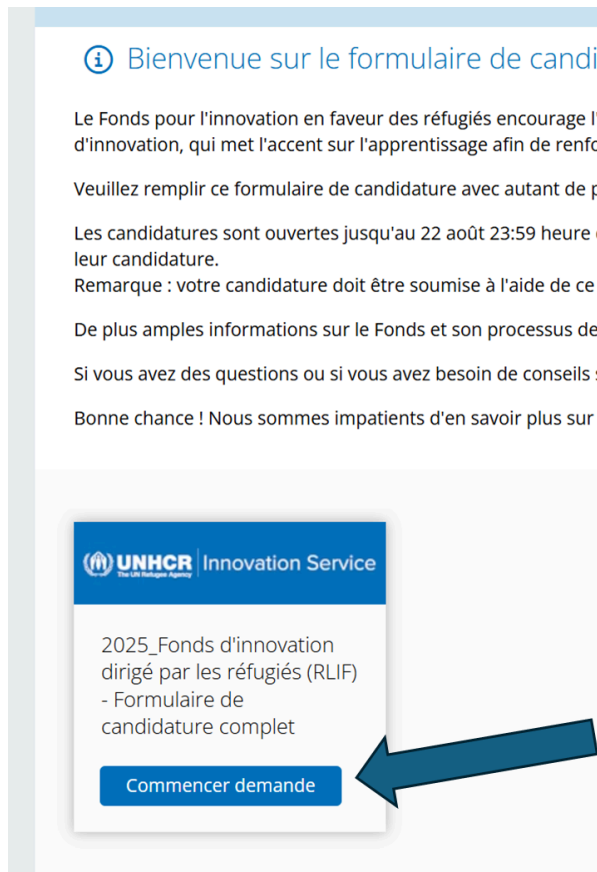 Bienvenue sur le formulaire de candi
Le Fonds pour l'innovation en faveur des réfugiés encourage l'
d'innovation, qui met l'accent sur l'apprentissage afin de renfo
Veuillez remplir ce formulaire de candidature avec autant de p
Les candidatures sont ouvertes jusqu'au 22 août 23:59 heure
leur candidature.
Remarque : votre candidature doit être soumise à l'aide de ce
De plus amples informations sur le Fonds et son processus de
Si vous avez des questions ou si vous avez besoin de conseils s
Bonne chance ! Nous sommes impatients d'en savoir plus sur
UNHCR Innovation Service
The UN Refugee Agency
2025_Fonds d'innovation
dirigé par les réfugiés (RLIF)
- Formulaire de
candidature complet
Commencer demande